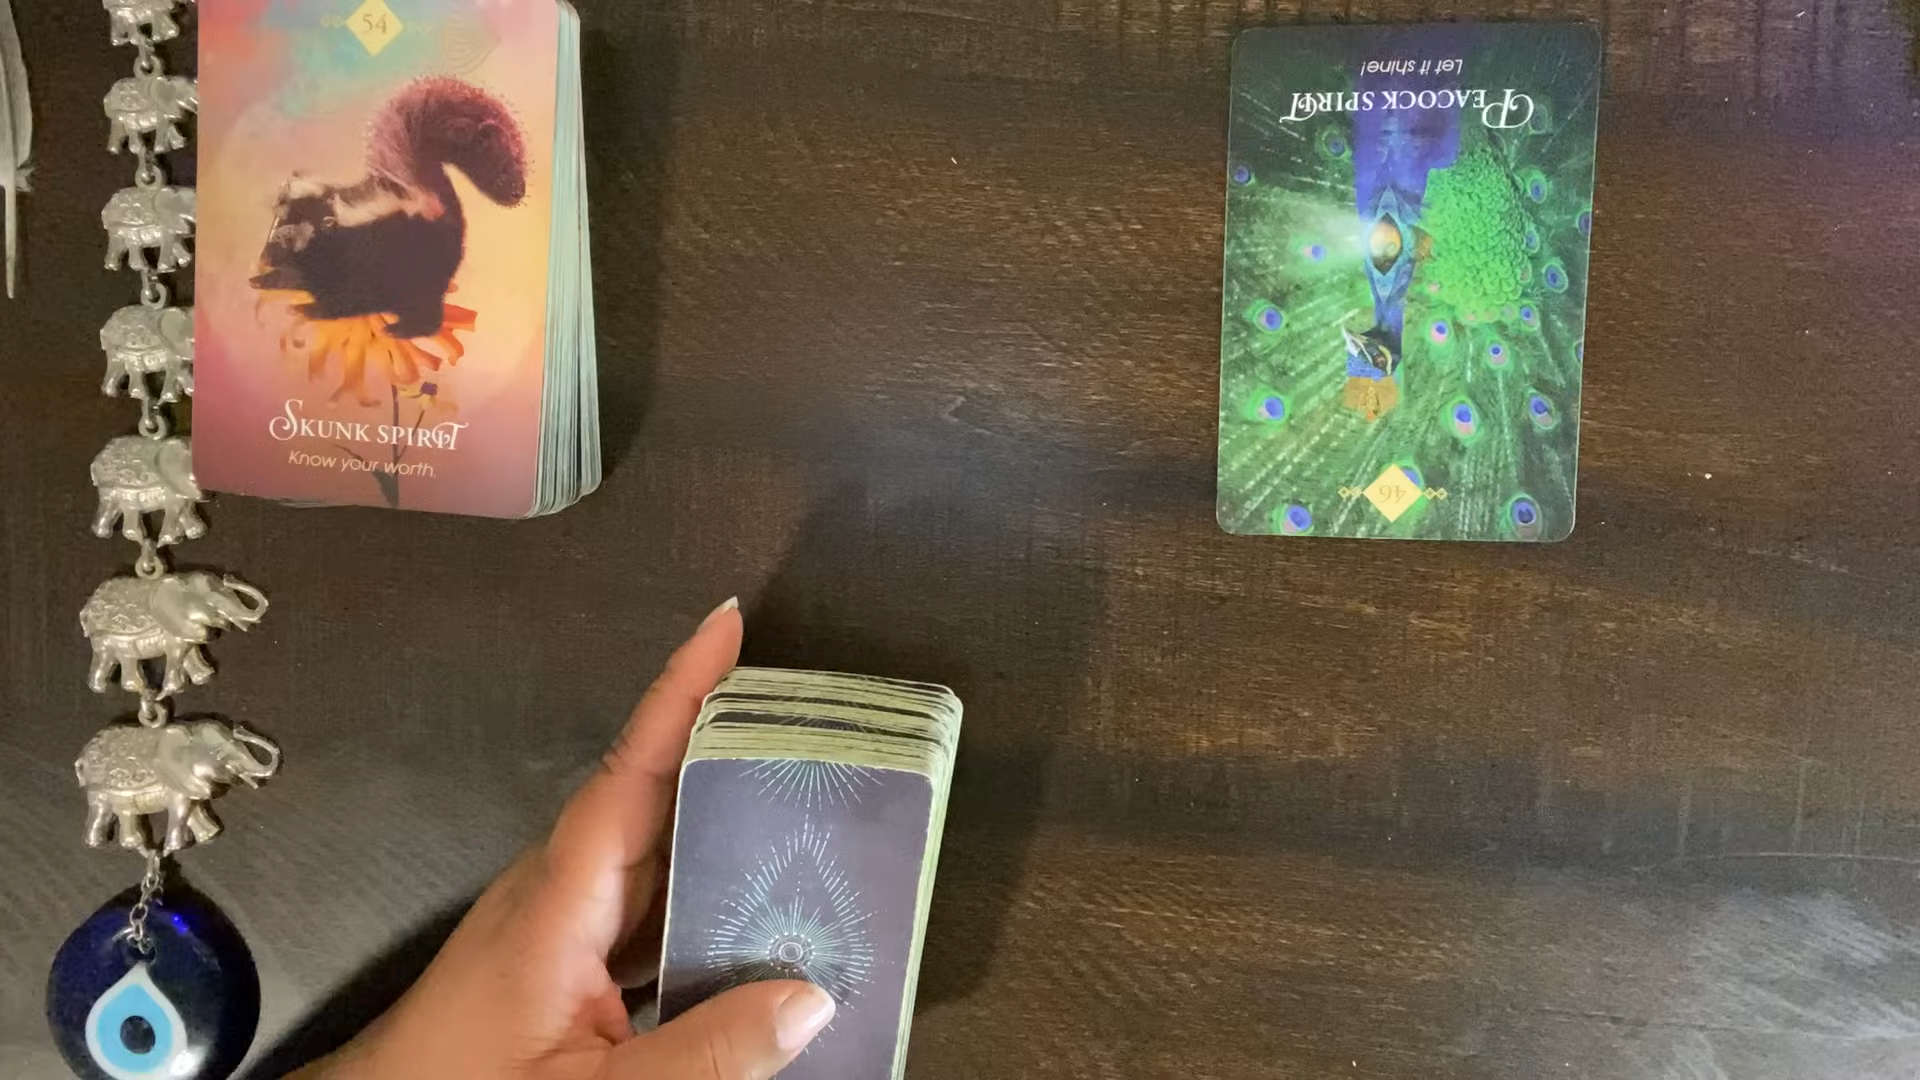 54
SKUNK SPIRIT
Know your worth.
Let it shine!
PEACOCK SPIRIT
46